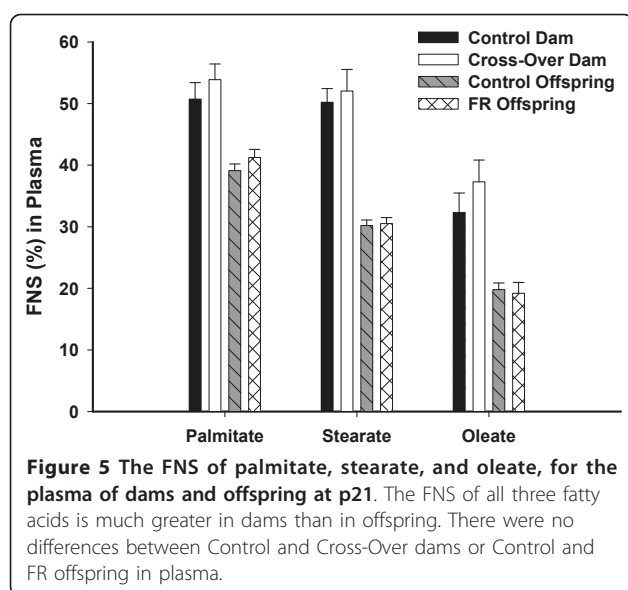 60
50
40
30
20
10
0
FNS (%) in Plasma
Control Dam
Cross-Over Dam
Control Offspring
FR Offspring
Palmitate Stearate Oleate
Figure 5 The FNS of palmitate, stearate, and oleate, for the
plasma of dams and offspring at p21. The FNS of all three fatty
acids is much greater in dams than in offspring. There were no
differences between Control and Cross-Over dams or Control and
FR offspring in plasma.